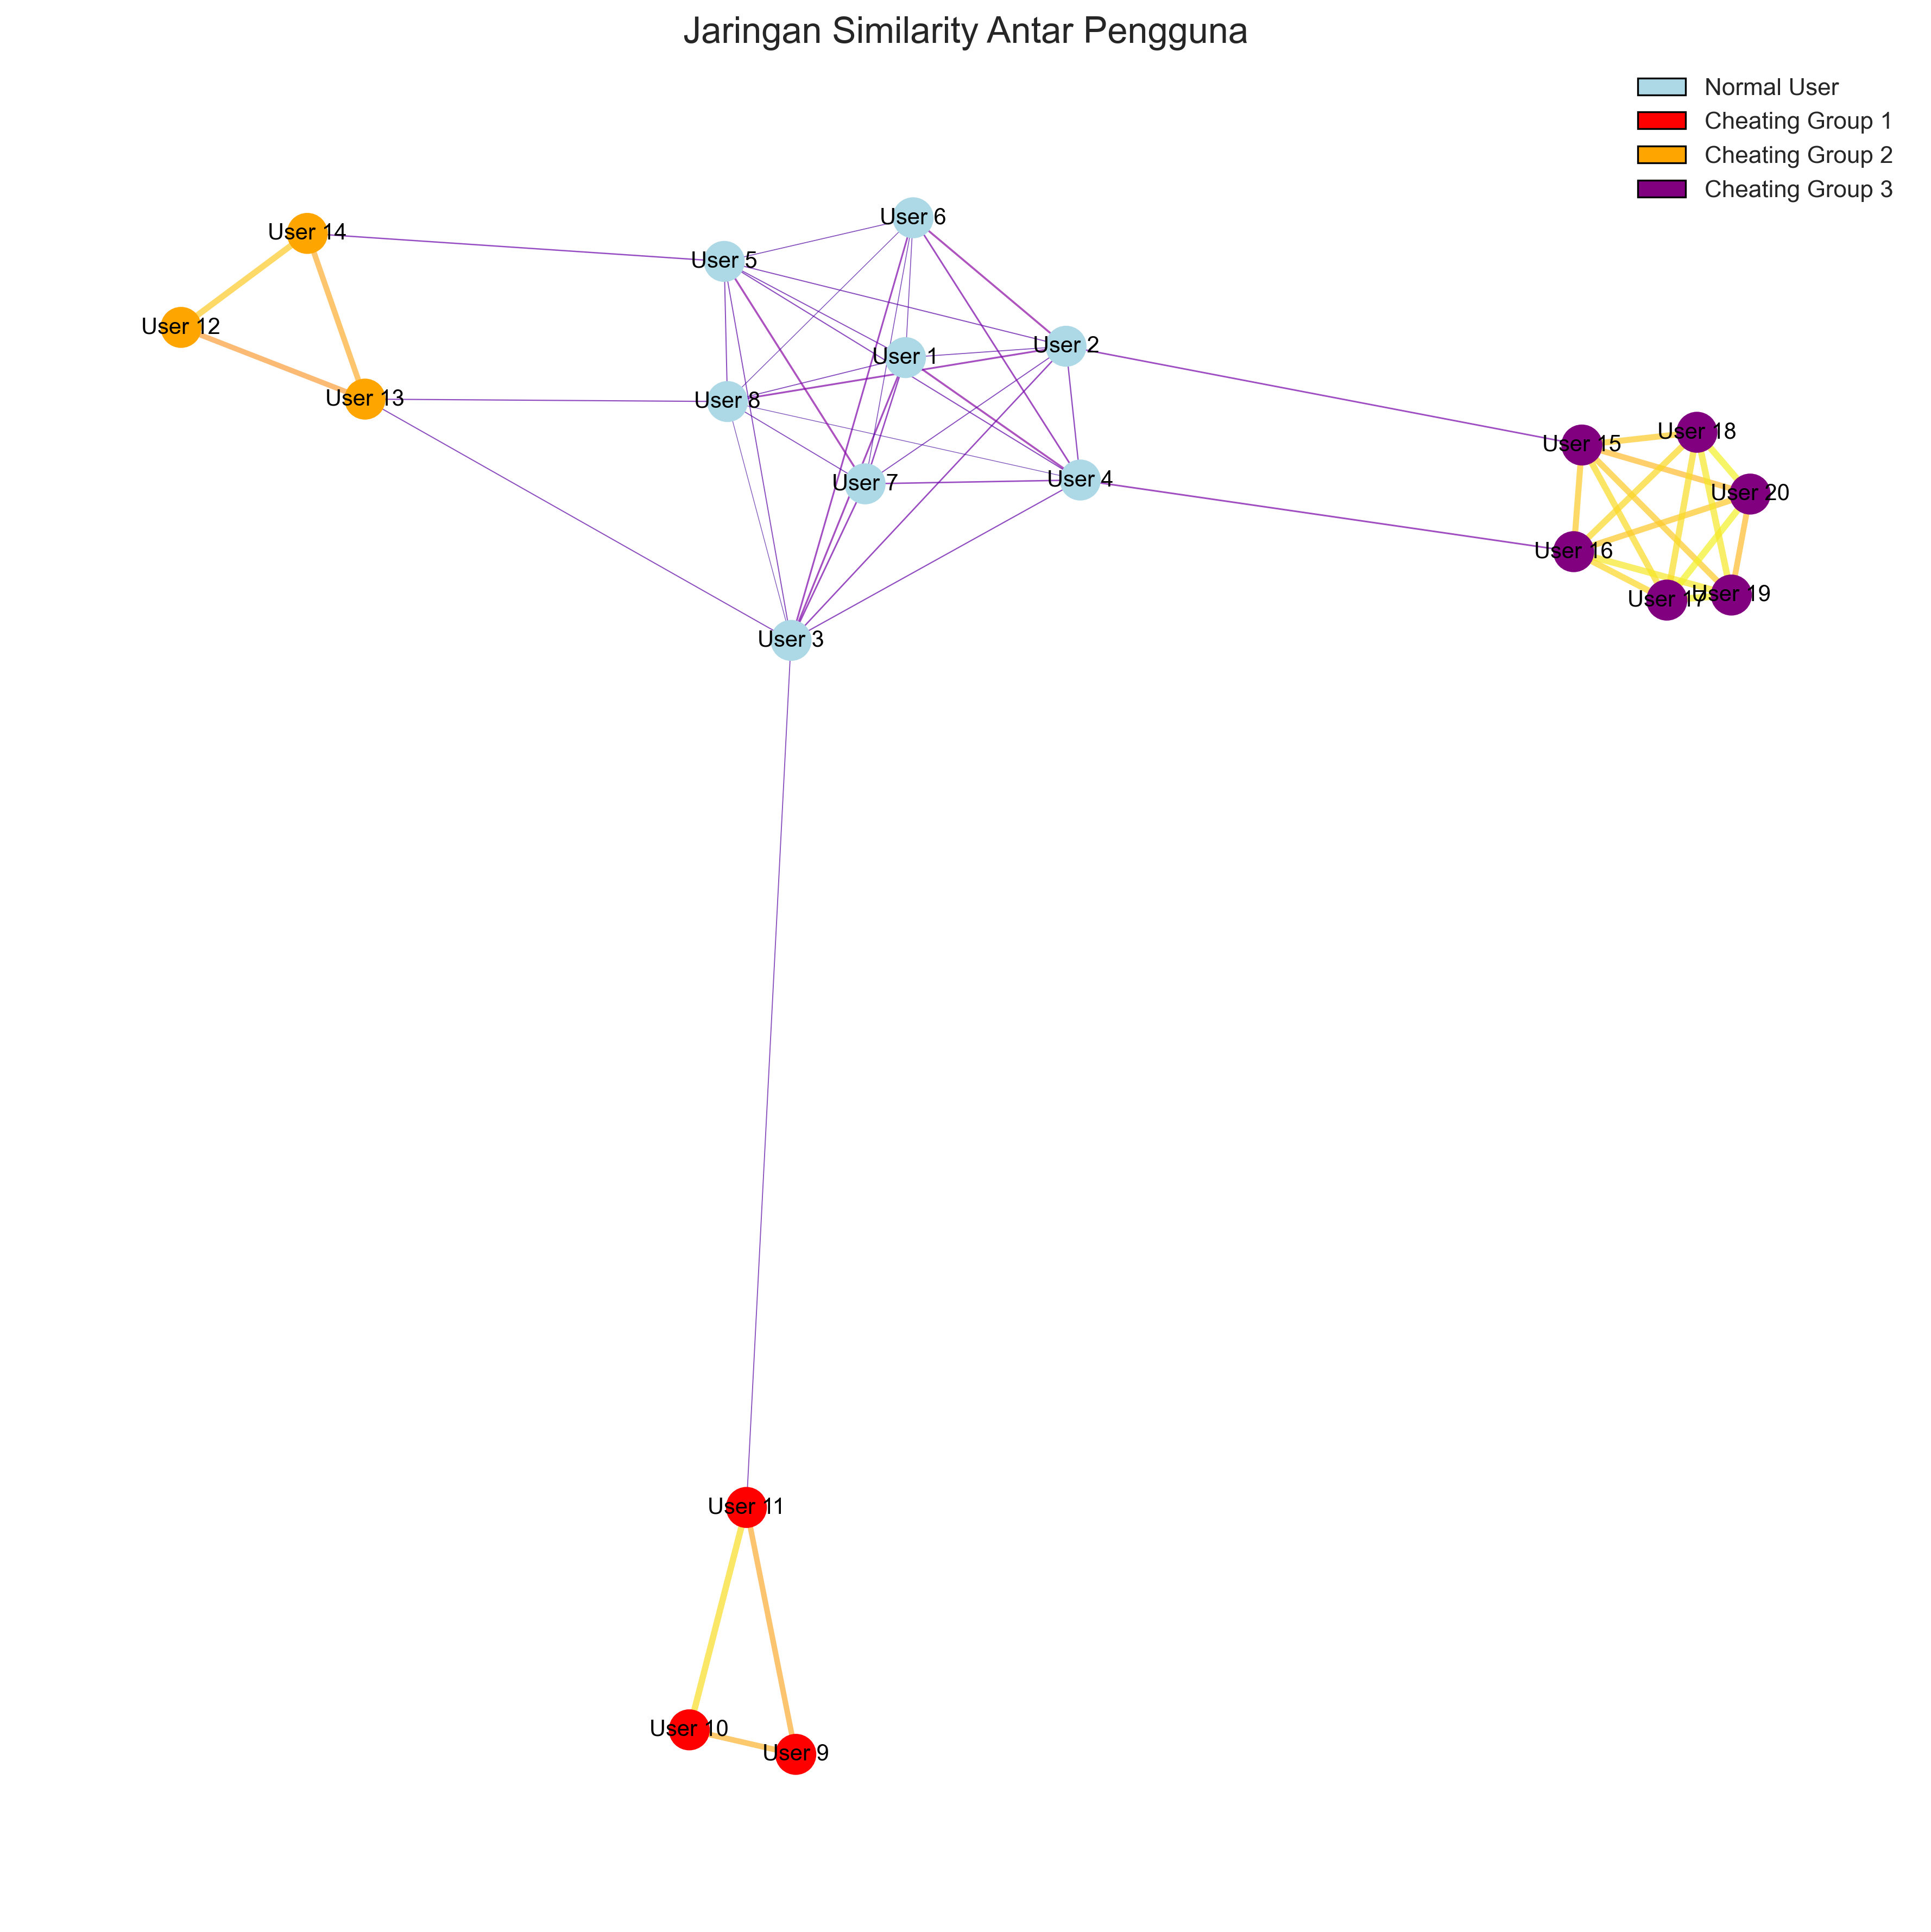 Jaringan Similarity Antar Pengguna
Normal User
Cheating Group 1
Cheating Group 2
Cheating Group 3
User 6
User 14
User 5
User 12
User 2
User 1
User 13
User 8
User 15
User 18
User 7
User 4
User 20
User 16
User 17
User 19
User 3
User 11
User 10
User 9